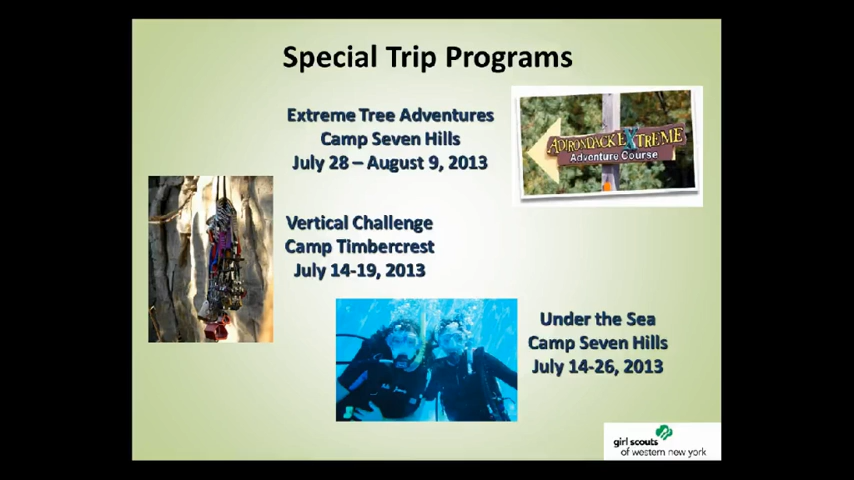 Special Trip Programs
Extreme Tree Adventures
Camp Seven Hills
July 28 – August 9, 2013
ADIRONDACK EXTREME
Adventure Course
Vertical Challenge
Camp Timbercrest
July 14-19, 2013
Under the Sea
Camp Seven Hills
July 14-26, 2013
girl scouts
of western new york